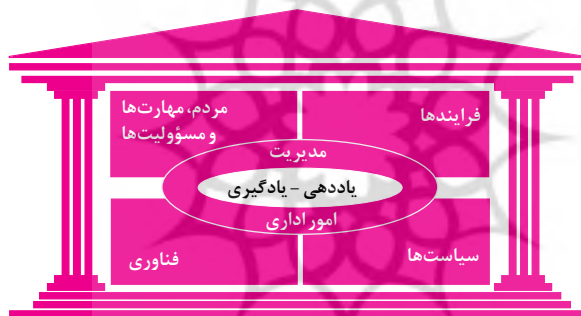 فرایندها
مردم، مهارت‌ها
و مسؤولیت‌ها
مدیریت
یاددهی - یادگیری
امور اداری
سیاست‌ها
فناوری